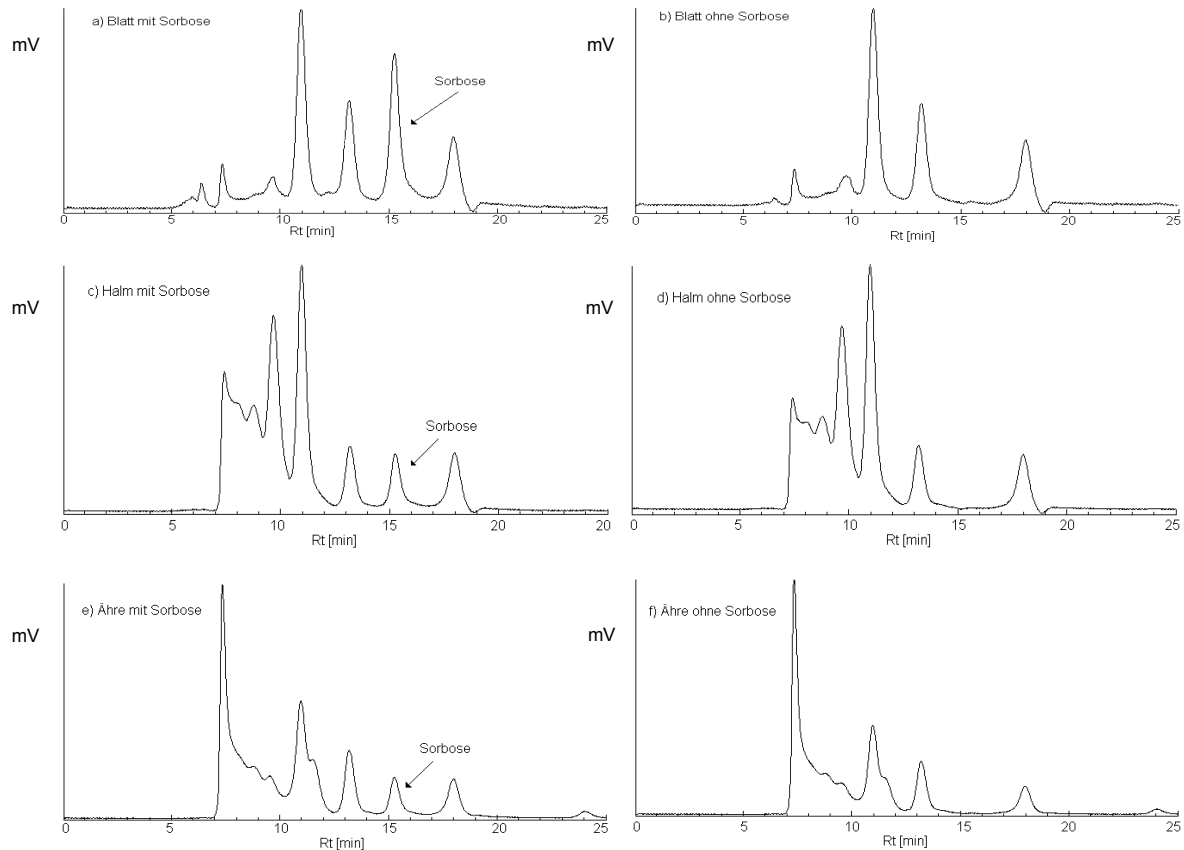 a) Blatt mit Sorbose
mV
Sorbose
0 5 10 15 20 25
Rt [min]
b) Blatt ohne Sorbose
mV
0 5 10 15 20 25
Rt [min]
c) Halm mit Sorbose
mV
Sorbose
0 5 10 15 20 20
Rt [min]
d) Halm ohne Sorbose
mV
0 5 10 15 20 25
Rt [min]
e) Ähre mit Sorbose
mV
Sorbose
0 5 10 15 20 25
Rt [min]
f) Ähre ohne Sorbose
mV
0 5 10 15 20 25
Rt [min]